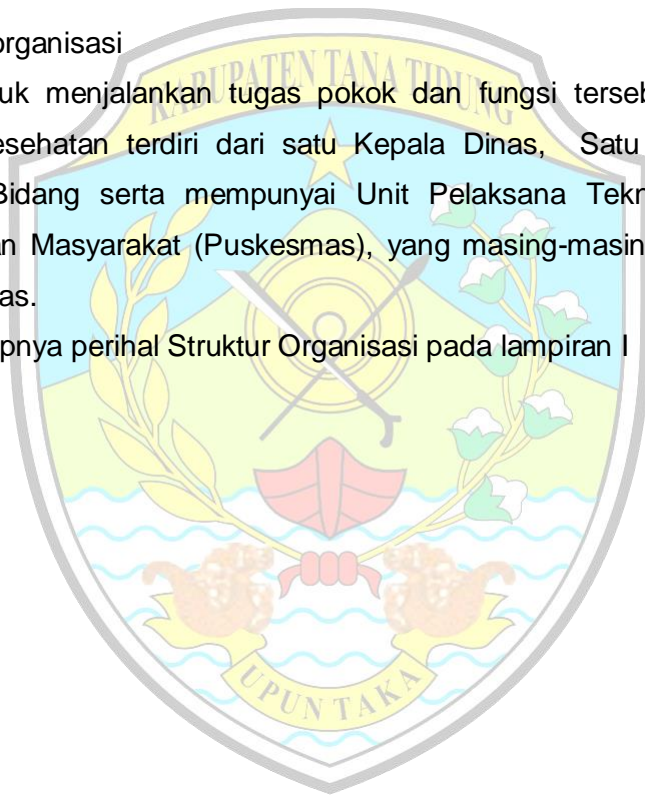 organisasi
uk menjalankan tugas pokok dan fungsi terseb
esehatan terdiri dari satu Kepala Dinas, Satu
Bidang serta mempunyai Unit Pelaksana Tekn
an Masyarakat (Puskesmas), yang masing-masin
as.
pnya perihal Struktur Organisasi pada lampiran I
KABUPATEN TANA TIDUNG
UPUN TAKA